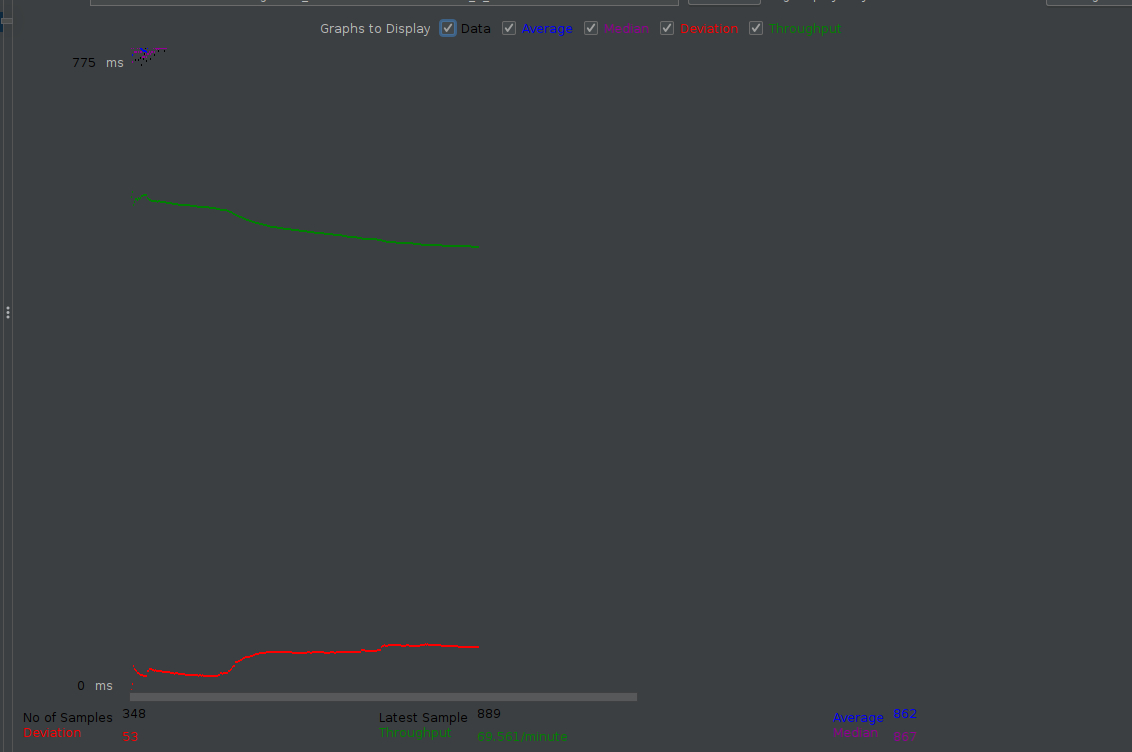 Graphs to Display Data Average Median Deviation Throughput
775 ms
0 ms
No of Samples 348 Latest Sample 889 Average 862
Deviation 53 Throughput 69.561/minute Median